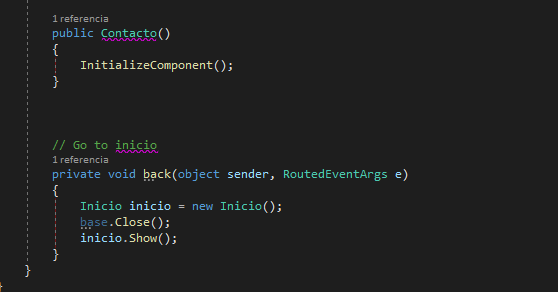 1 referencia
public Contacto()
{
InitializeComponent();
}
// Go to inicio
1 referencia
private void back(object sender, RoutedEventArgs e)
{
Inicio inicio = new Inicio();
base.Close();
inicio.Show();
}
}
}